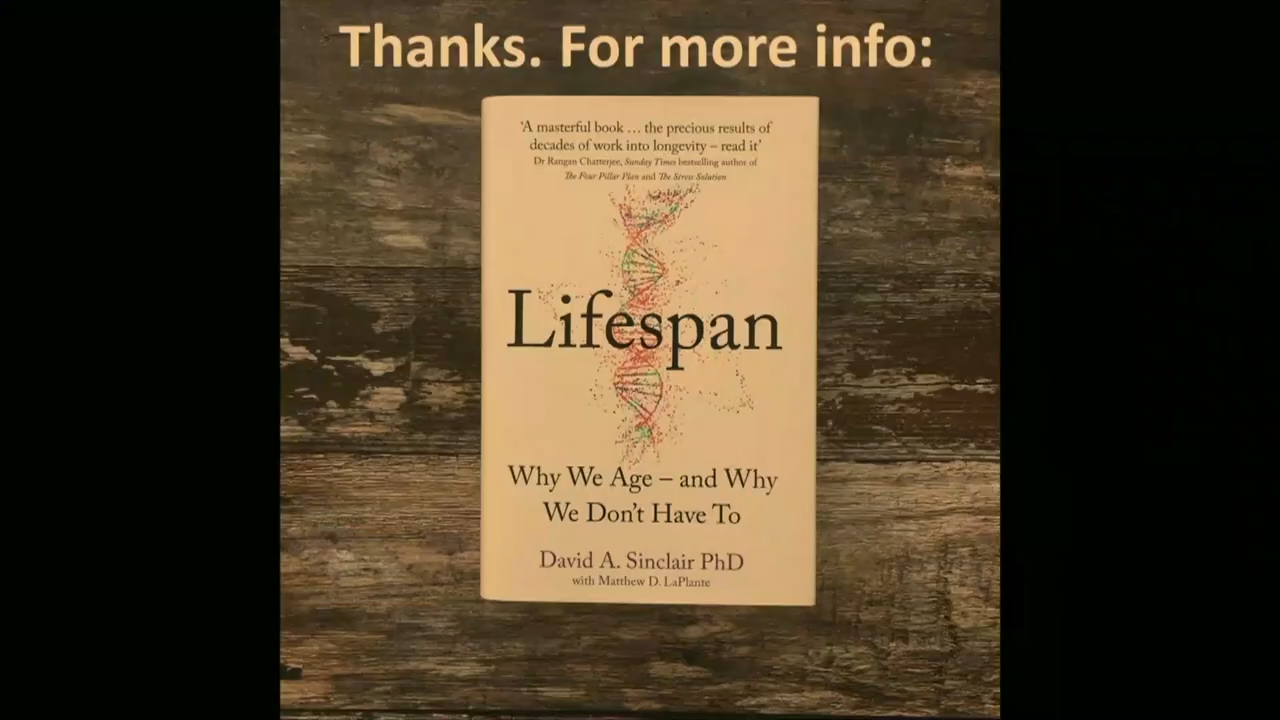 Thanks. For more info:
'A masterful book … the precious results of
decades of work into longevity – read it'
Dr Rangan Chatterjee, Sunday Times bestselling author of
The Four Pillar Plan and The Stress Solution
Lifespan
Why We Age – and Why
We Don't Have To
David A. Sinclair PhD
with Matthew D. LaPlante